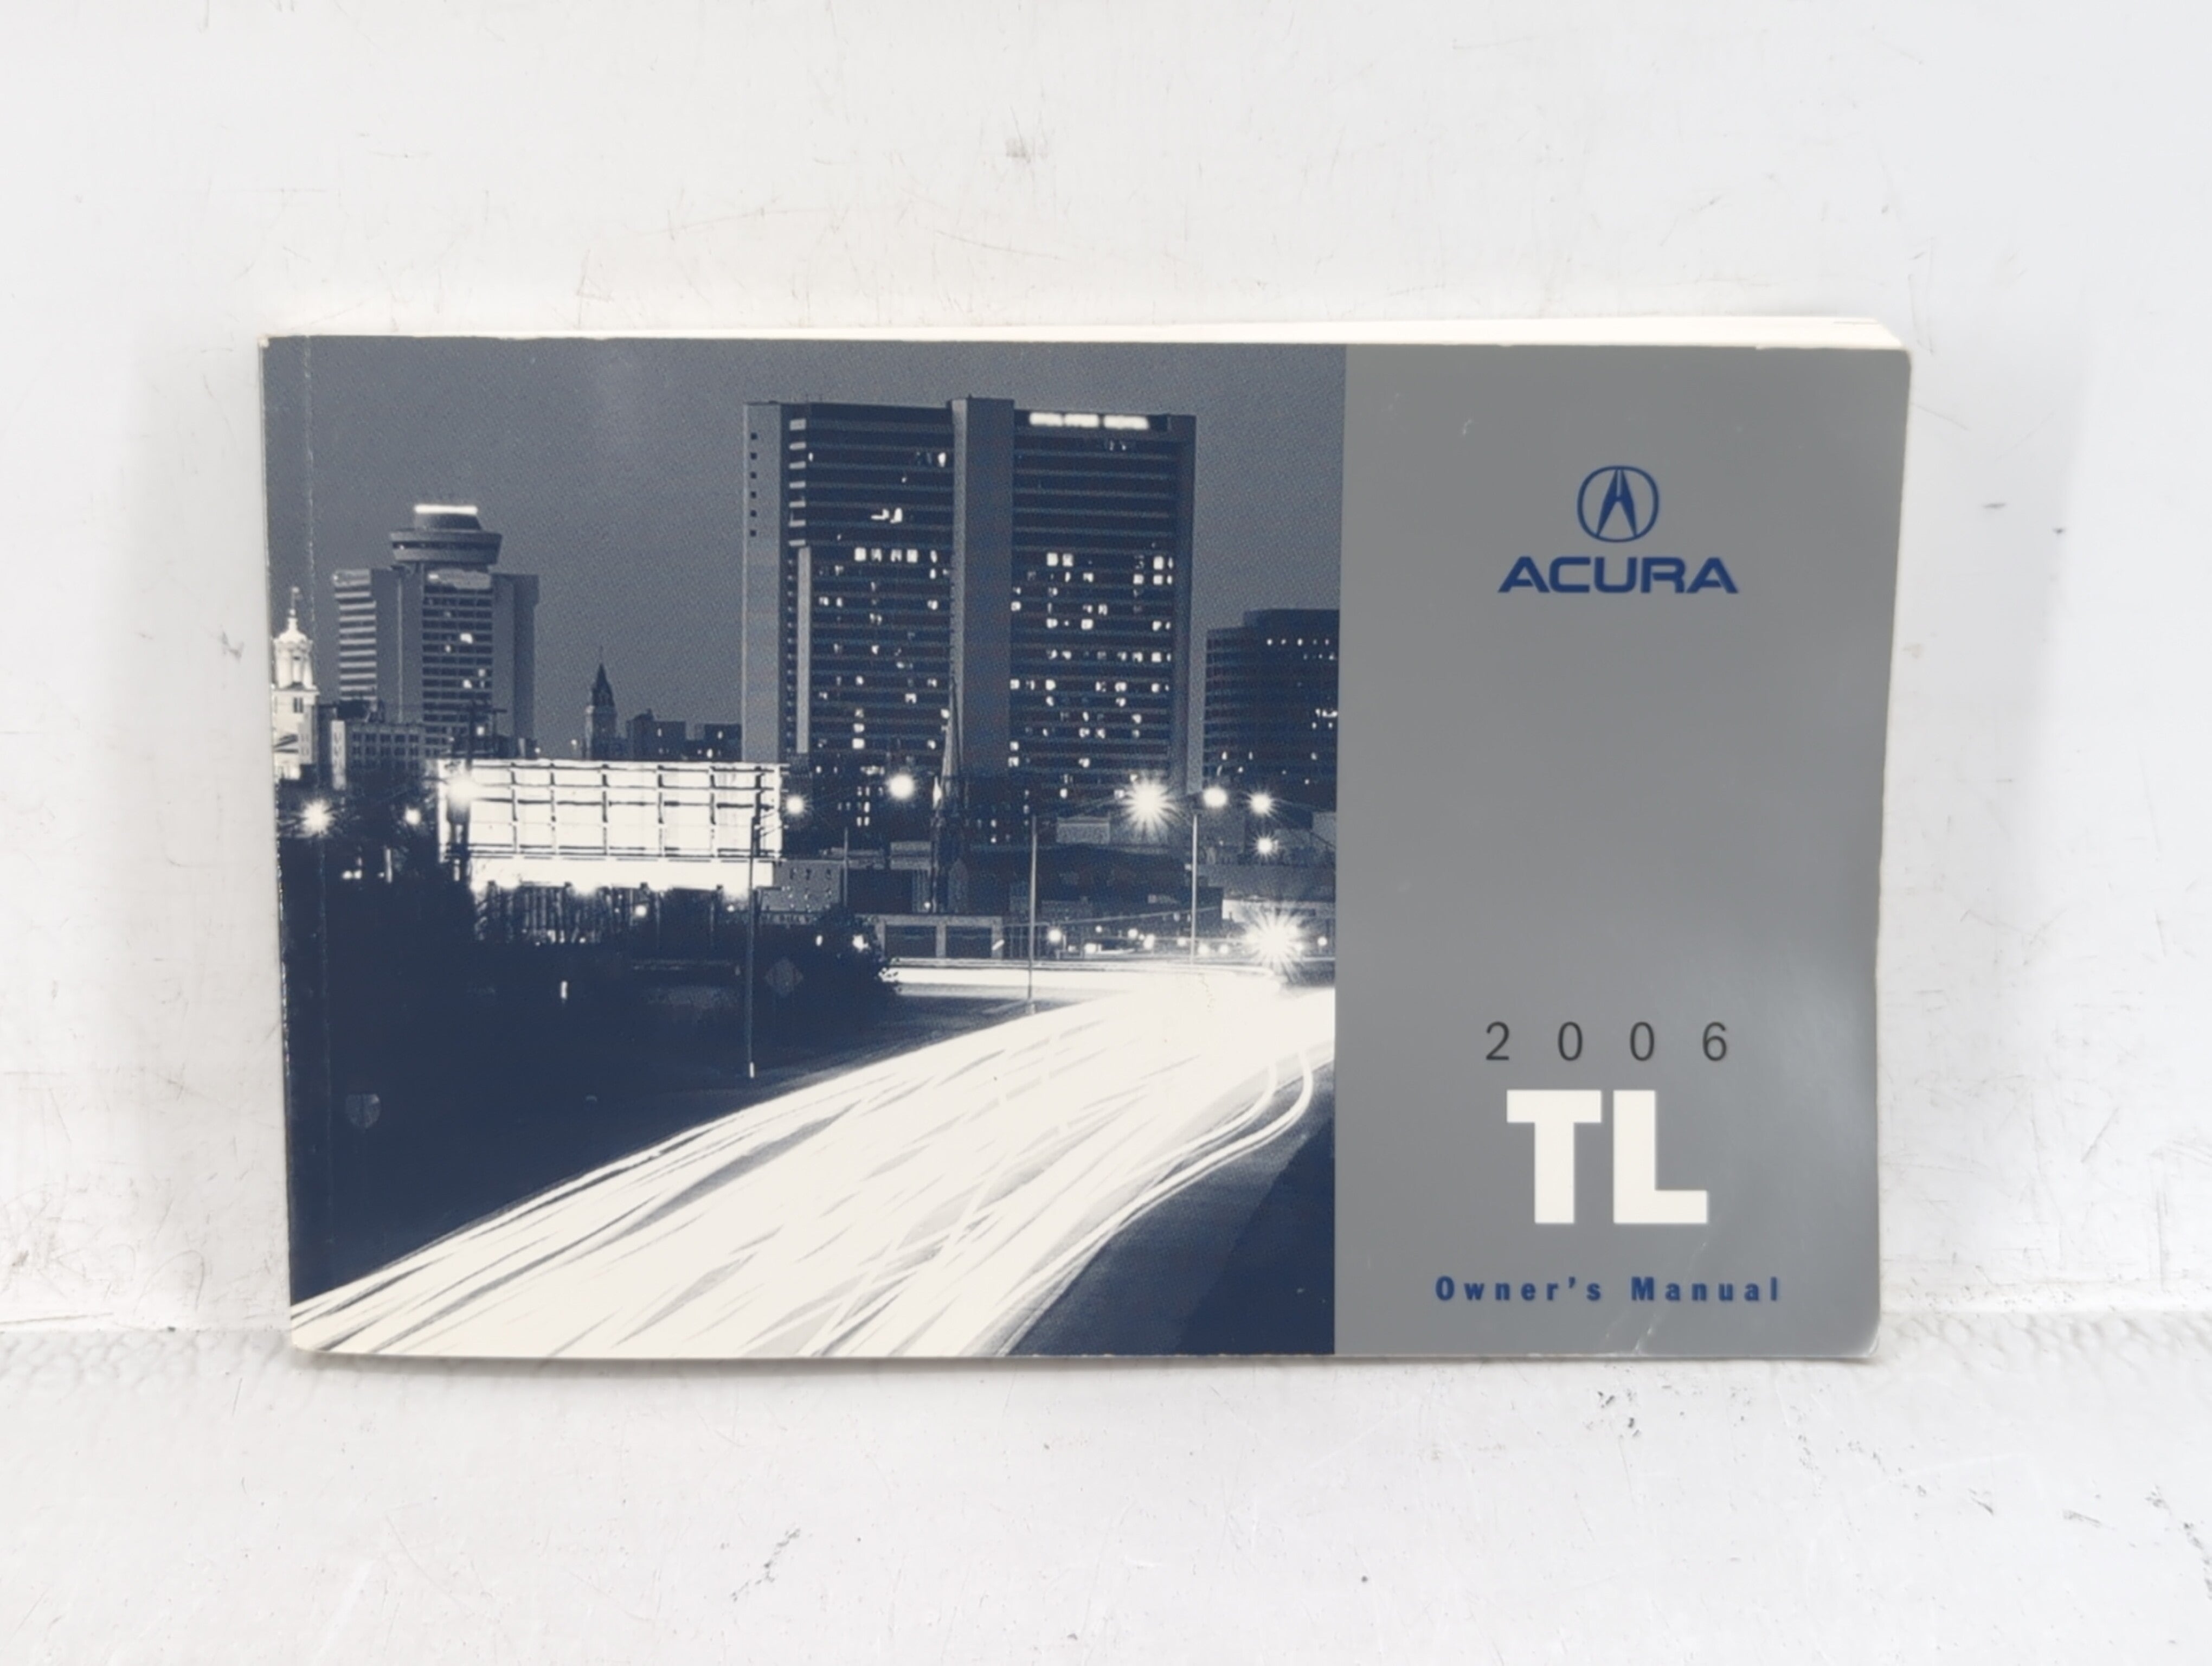 ACURA
2006
TL
Owner's Manual